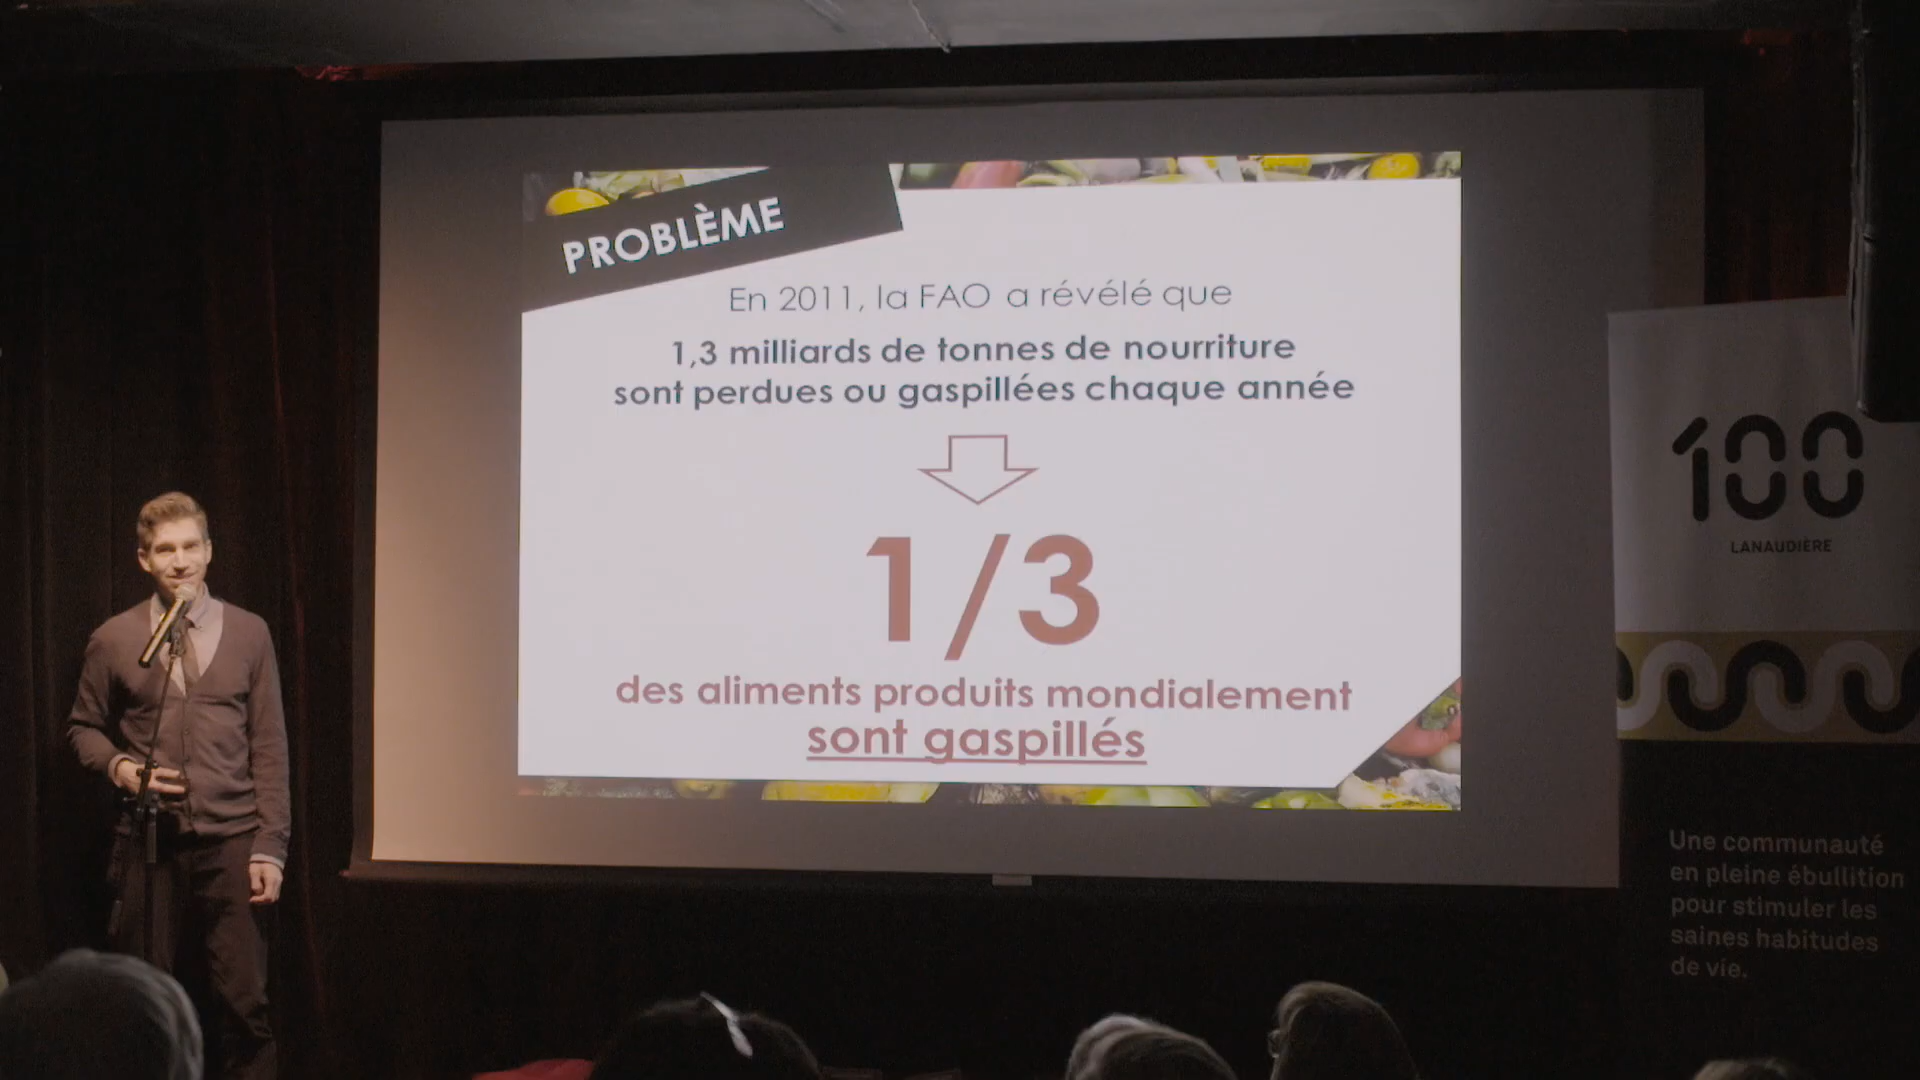 PROBLÈME
En 2011, la FAO a révélé que
1,3 milliards de tonnes de nourriture
sont perdues ou gaspillées chaque année
1/3
des aliments produits mondialement
sont gaspillés
100
LANAUDIÈRE
Une communauté
en pleine ébullition
pour stimuler les
saines habitudes
de vie.